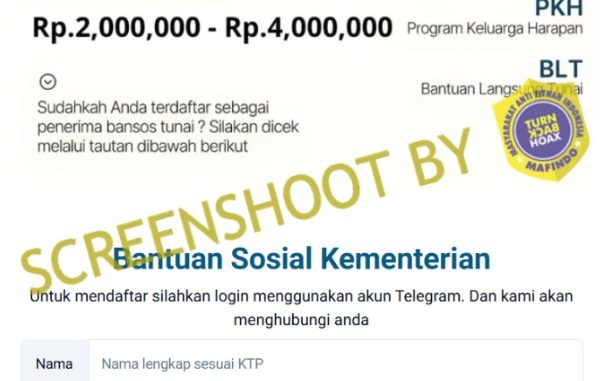 Rp.2,000,000 - Rp.4,000,000
PKH
Program Keluarga Harapan
BLT
Bantuan Langsung Tunai
Sudahkah Anda terdaftar sebagai
penerima bansos tunai ? Silakan dicek
melalui tautan dibawah berikut
MASYARAKAT ANTI FITNAH INDONESIA
TURN
BACK
HOAX
MAFINDO
SCREENSHOOT BY
Bantuan Sosial Kementerian
Untuk mendaftar silahkan login menggunakan akun Telegram. Dan kami akan
menghubungi anda
Nama
Nama lengkap sesuai KTP